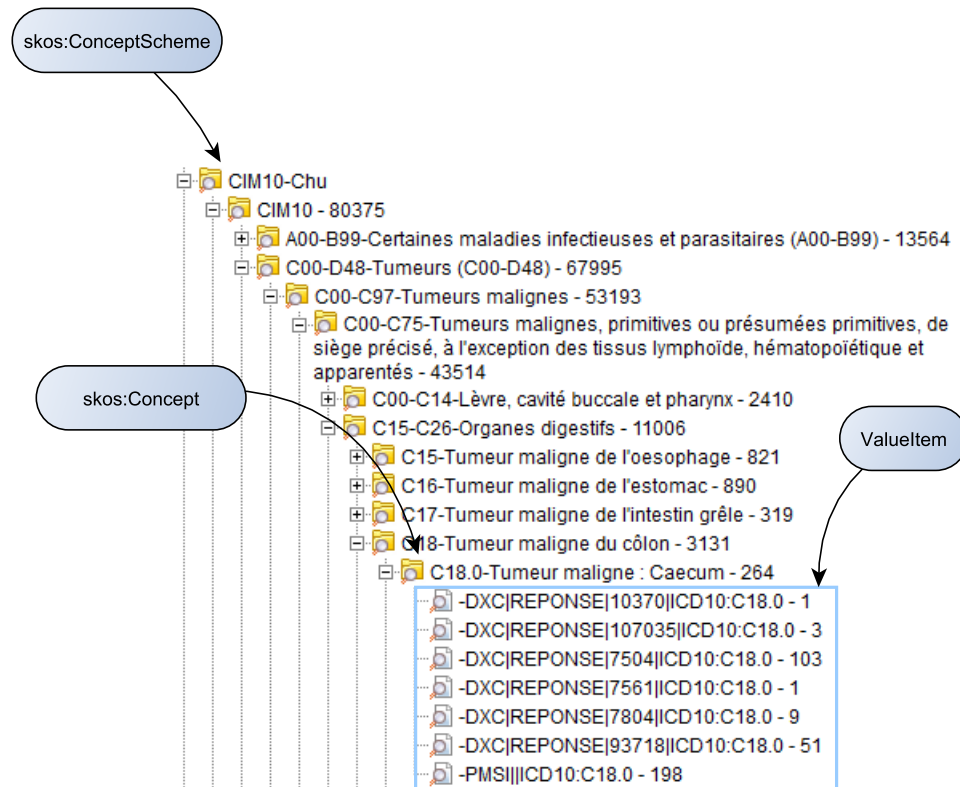 skos:ConceptScheme
CIM10-Chu
CIM10 - 80375
A00-B99-Certaines maladies infectieuses et parasitaires (A00-B99) - 13564
C00-D48-Tumeurs (C00-D48) - 67995
C00-C97-Tumeurs malignes - 53193
C00-C75-Tumeurs malignes, primitives ou présumées primitives, de
siège précisé, à l'exception des tissus lymphoïde, hématopoïétique et
apparentés - 43514
skos:Concept
C00-C14-Lèvre, cavité buccale et pharynx - 2410
C15-C26-Organes digestifs - 11006
ValueItem
C15-Tumeur maligne de l'oesophage - 821
C16-Tumeur maligne de l'estomac - 890
C17-Tumeur maligne de l'intestin grêle - 319
C18-Tumeur maligne du côlon - 3131
C18.0-Tumeur maligne : Caecum - 264
-DXC|REPONSE|10370|ICD10:C18.0 - 1
-DXC|REPONSE|107035|ICD10:C18.0 - 3
-DXC|REPONSE|7504|ICD10:C18.0 - 103
-DXC|REPONSE|7561|ICD10:C18.0 - 1
-DXC|REPONSE|7804|ICD10:C18.0 - 9
-DXC|REPONSE|93718|ICD10:C18.0 - 51
-PMSI||ICD10:C18.0 - 198